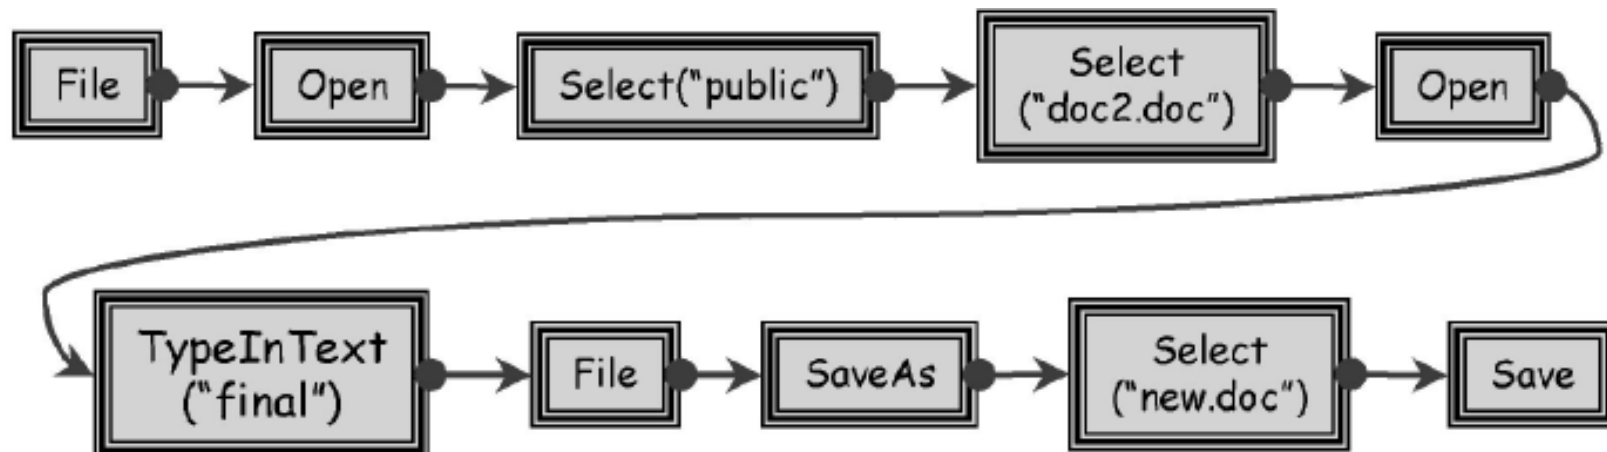 File
Open
Select("public")
Select
("doc2.doc")
Open
TypeInText
("final")
File
SaveAs
Select
("new.doc")
Save